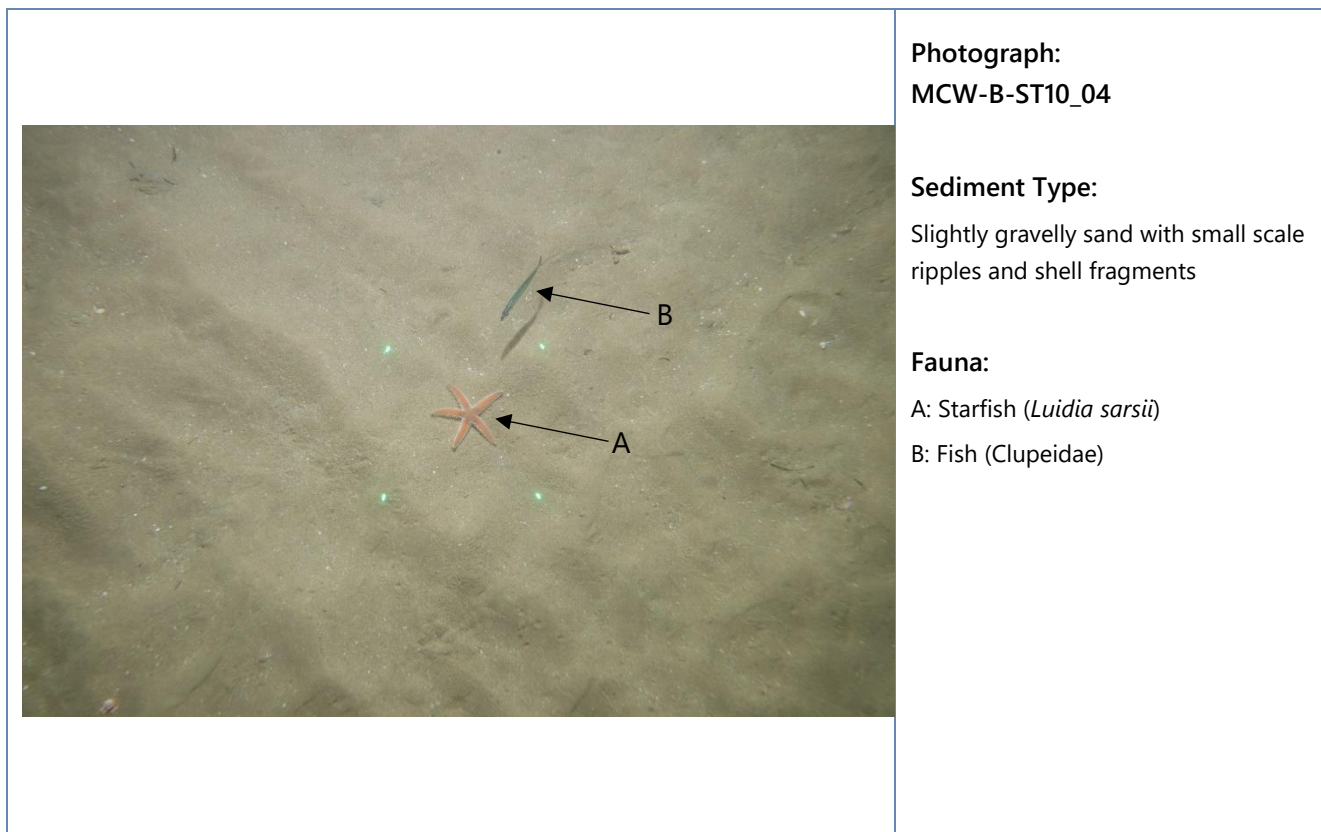 Photograph:
MCW-B-ST10_04
Sediment Type:
Slightly gravelly sand with small scale
ripples and shell fragments
Fauna:
A: Starfish (Luidia sarsii)
B: Fish (Clupeidae)
B
A